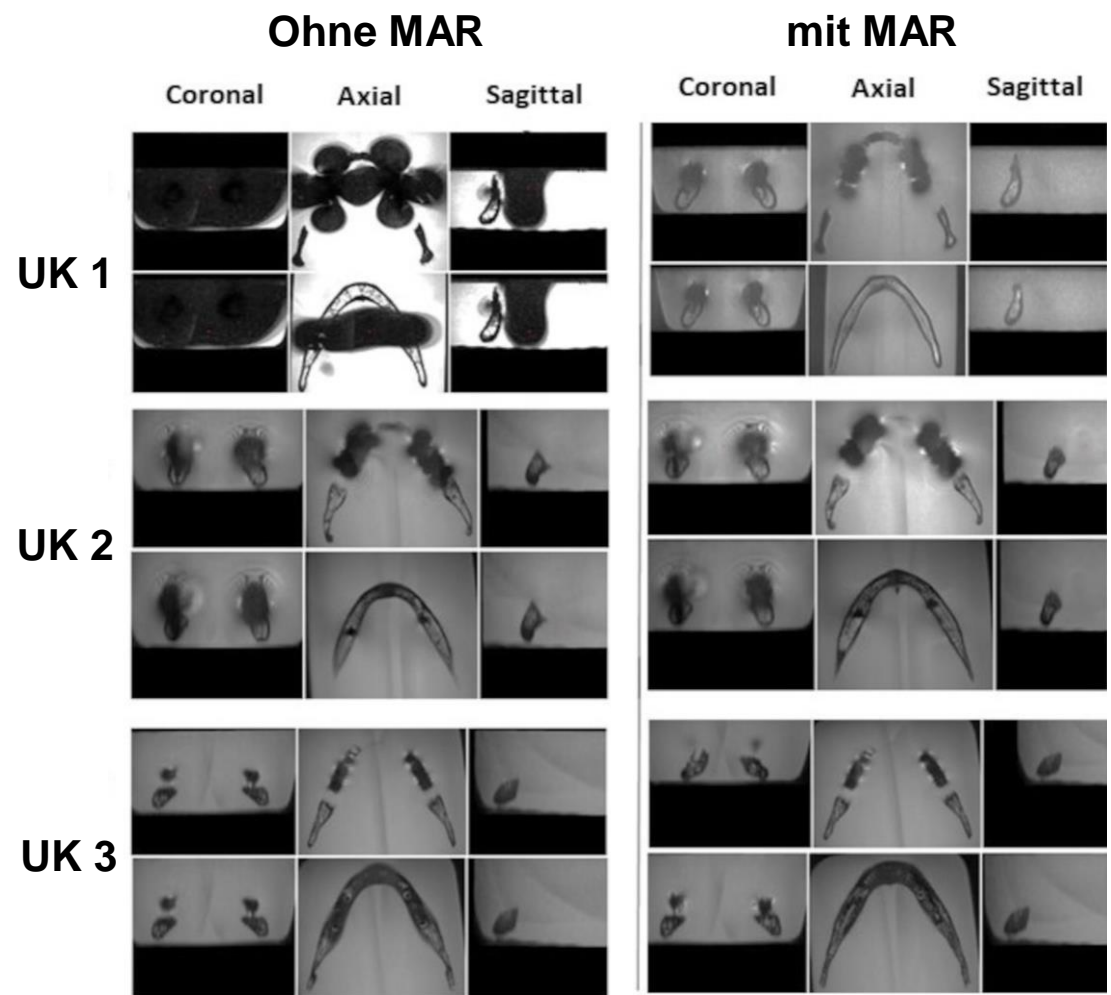 Ohne MAR mit MAR
Coronal Axial Sagittal Coronal Axial Sagittal
UK 1
UK 2
UK 3